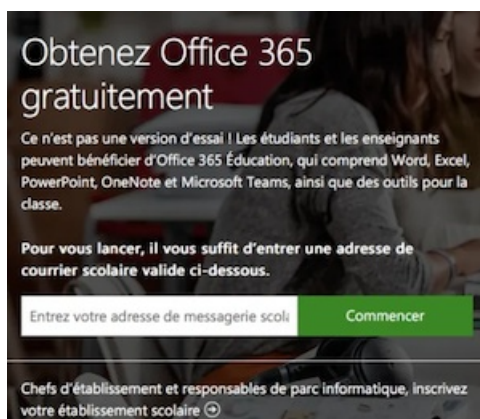 Obtenez Office 365
gratuitement
Ce n'est pas une version d'essai ! Les étudiants et les enseignants
peuvent bénéficier d'Office 365 Éducation, qui comprend Word, Excel,
PowerPoint, OneNote et Microsoft Teams, ainsi que des outils pour la
classe.
Pour vous lancer, il vous suffit d'entrer une adresse de
courrier scolaire valide ci-dessous.
Entrez votre adresse de messagerie scola
Commencer
Chefs d'établissement et responsables de parc informatique, inscrivez
votre établissement scolaire